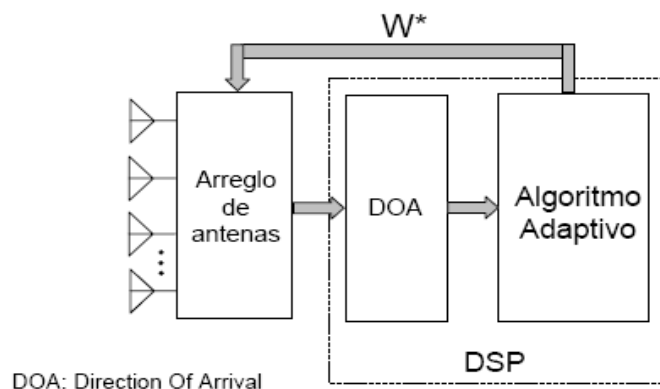 W*
Arreglo
de
antenas
DOA
Algoritmo
Adaptivo
DSP
DOA: Direction Of Arrival